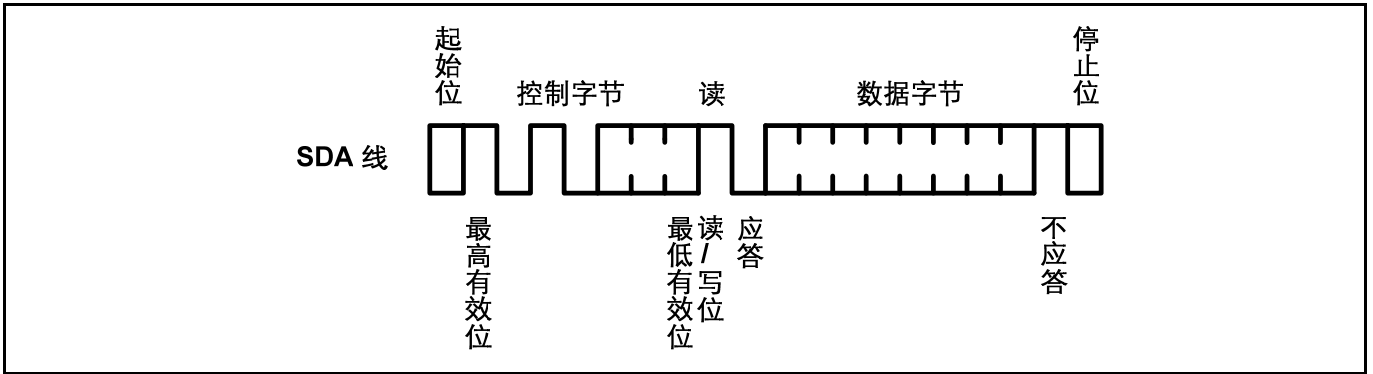 起始位
控制字节
读
数据字节
停止位
SDA 线
最高有效位
最低有效位
读/写位
应答
不应答